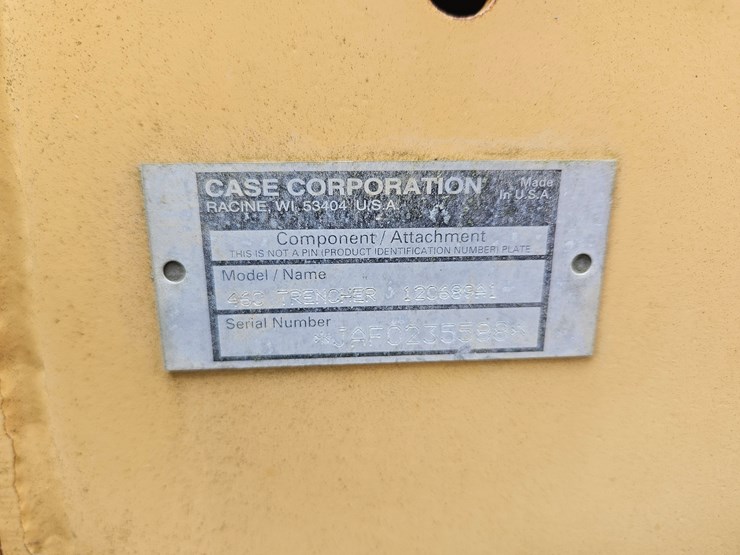 CASE CORPORATION
RACINE, WI. 53404 U.S.A.
Made
In U.S.A.
Component / Attachment
THIS IS NOT A PIN (PRODUCT IDENTIFICATION NUMBER) PLATE
Model / Name
460 TRENCHER
Serial Number